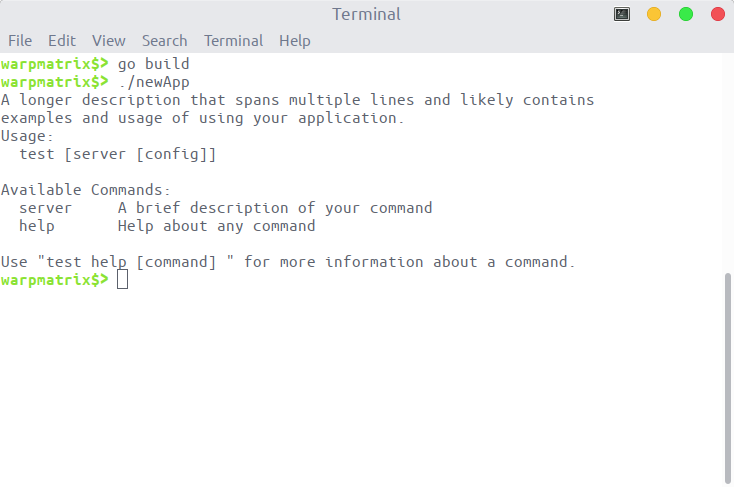 Terminal
File Edit View Search Terminal Help
warpmatrix$> go build
warpmatrix$> ./newApp
A longer description that spans multiple lines and likely contains
examples and usage of using your application.
Usage:
  test [server [config]]

Available Commands:
  server     A brief description of your command
  help       Help about any command

Use "test help [command] " for more information about a command.
warpmatrix$>